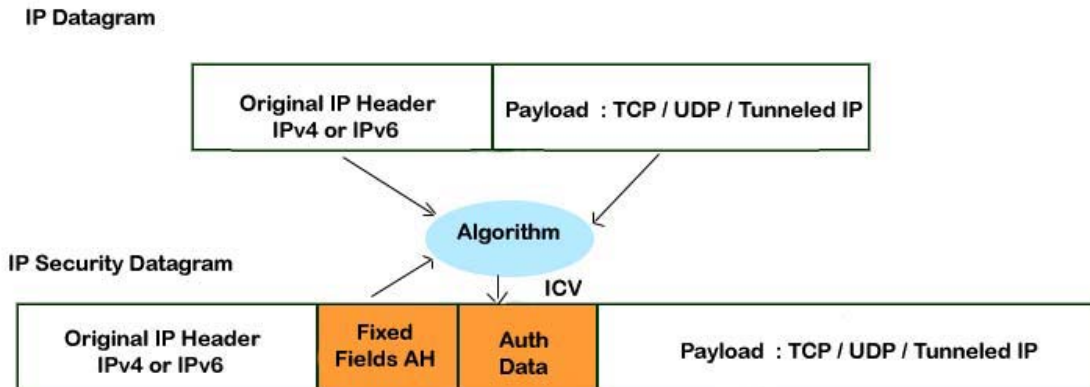 IP Datagram
Original IP Header
IPv4 or IPv6
Payload : TCP / UDP / Tunneled IP
Algorithm
IP Security Datagram
ICV
Original IP Header
IPv4 or IPv6
Fixed
Fields AH
Auth
Data
Payload : TCP / UDP / Tunneled IP